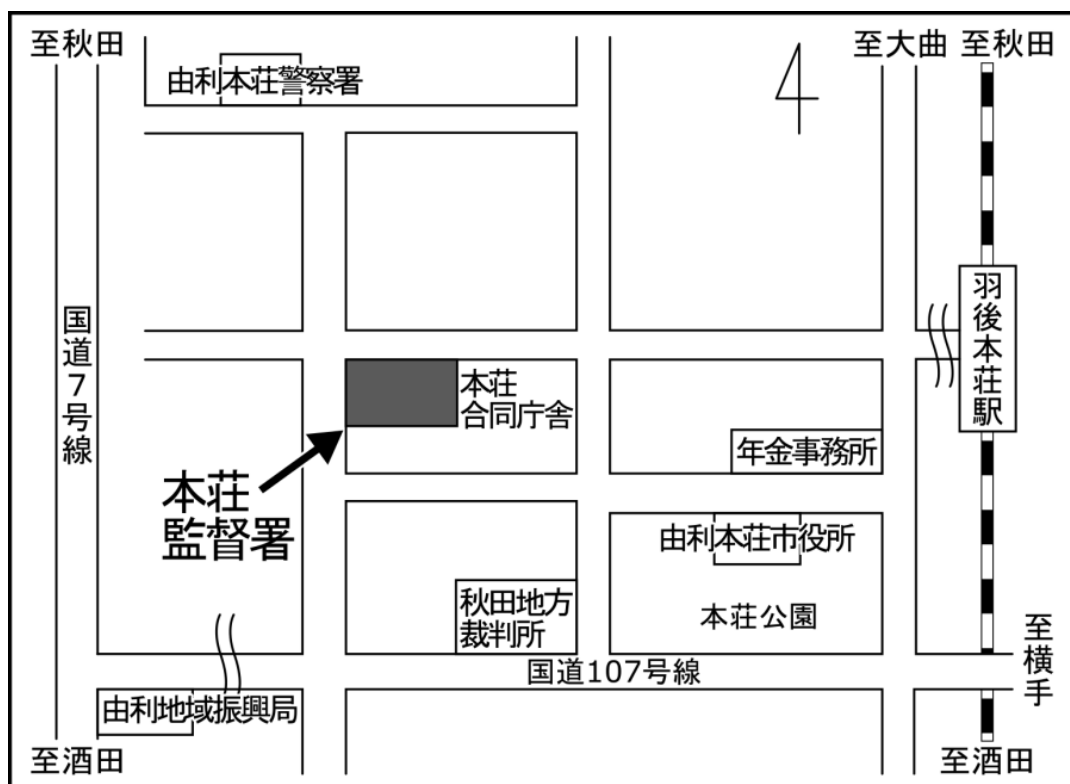 至秋田
至大曲
至秋田
由利本荘警察署
国道7号線
羽後本荘駅
本荘
合同庁舎
年金事務所
本荘
監督署
由利本荘市役所
秋田地方
裁判所
本荘公園
至横手
国道107号線
由利地域振興局
至酒田
至酒田